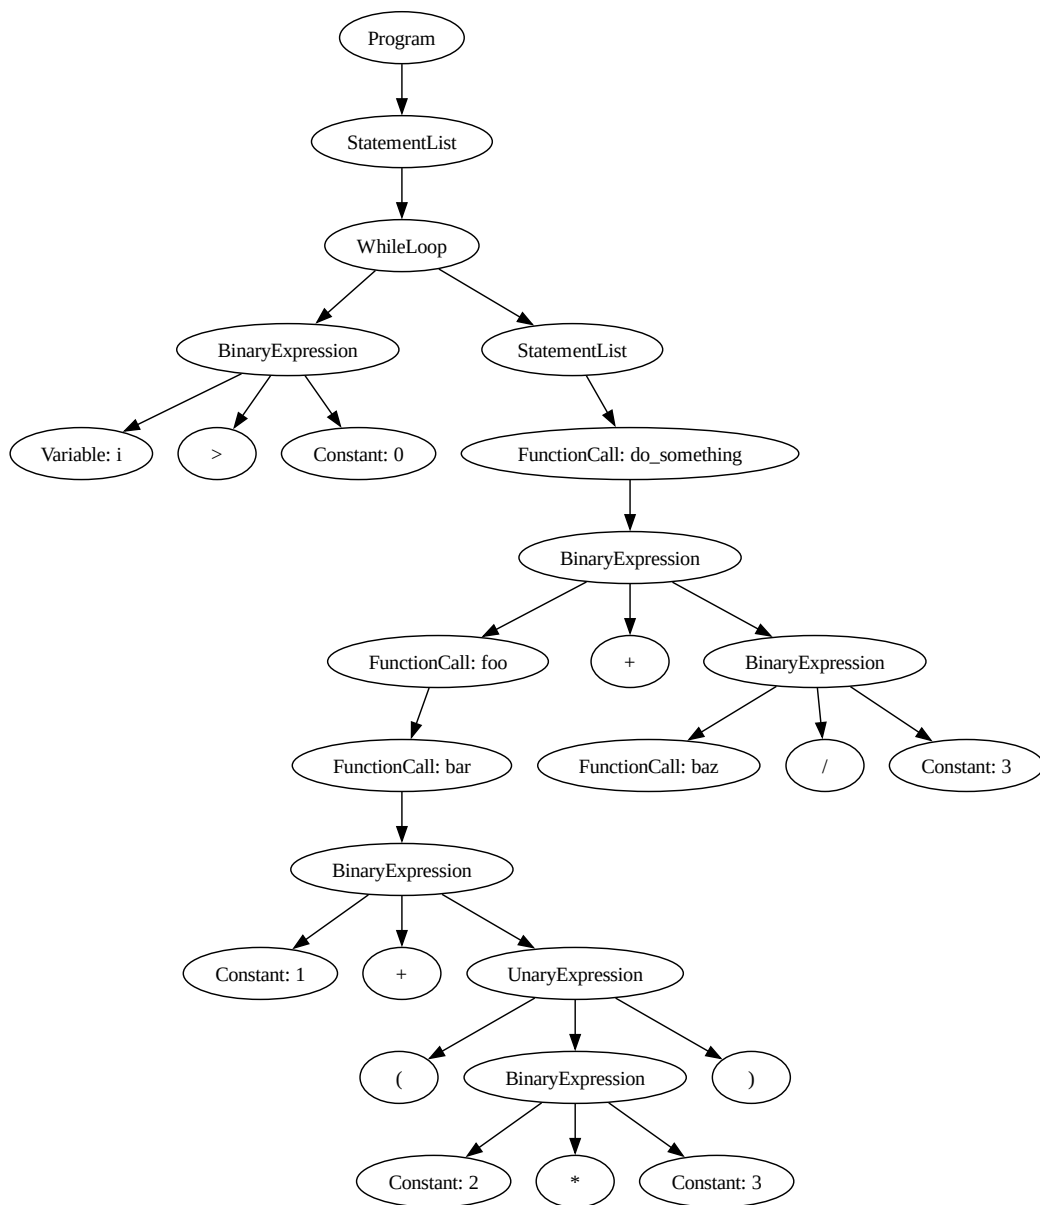 Program
StatementList
WhileLoop
BinaryExpression
StatementList
Variable: i
>
Constant: 0
FunctionCall: do_something
BinaryExpression
FunctionCall: foo
+
BinaryExpression
FunctionCall: bar
FunctionCall: baz
/
Constant: 3
BinaryExpression
Constant: 1
+
UnaryExpression
(
BinaryExpression
)
Constant: 2
*
Constant: 3